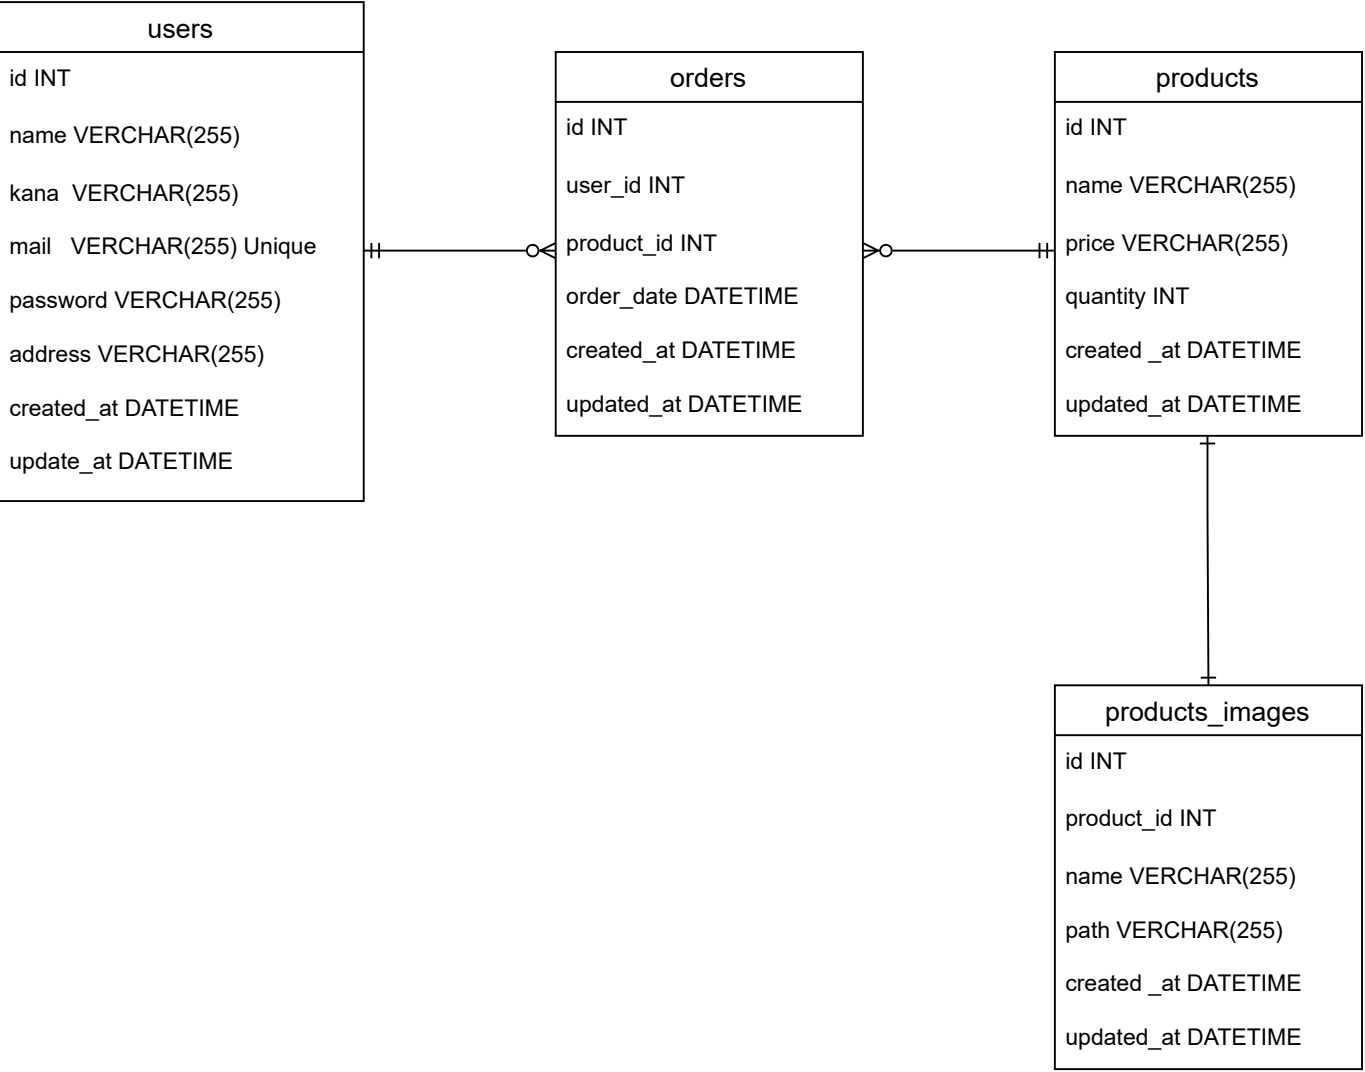 users
id INT
name VERCHAR(255)
kana  VERCHAR(255)
mail   VERCHAR(255) Unique
password VERCHAR(255)
address VERCHAR(255)
created_at DATETIME
update_at DATETIME
orders
id INT
user_id INT
product_id INT
order_date DATETIME
created_at DATETIME
updated_at DATETIME
products
id INT
name VERCHAR(255)
price VERCHAR(255)
quantity INT
created _at DATETIME
updated_at DATETIME
products_images
id INT
product_id INT
name VERCHAR(255)
path VERCHAR(255)
created _at DATETIME
updated_at DATETIME